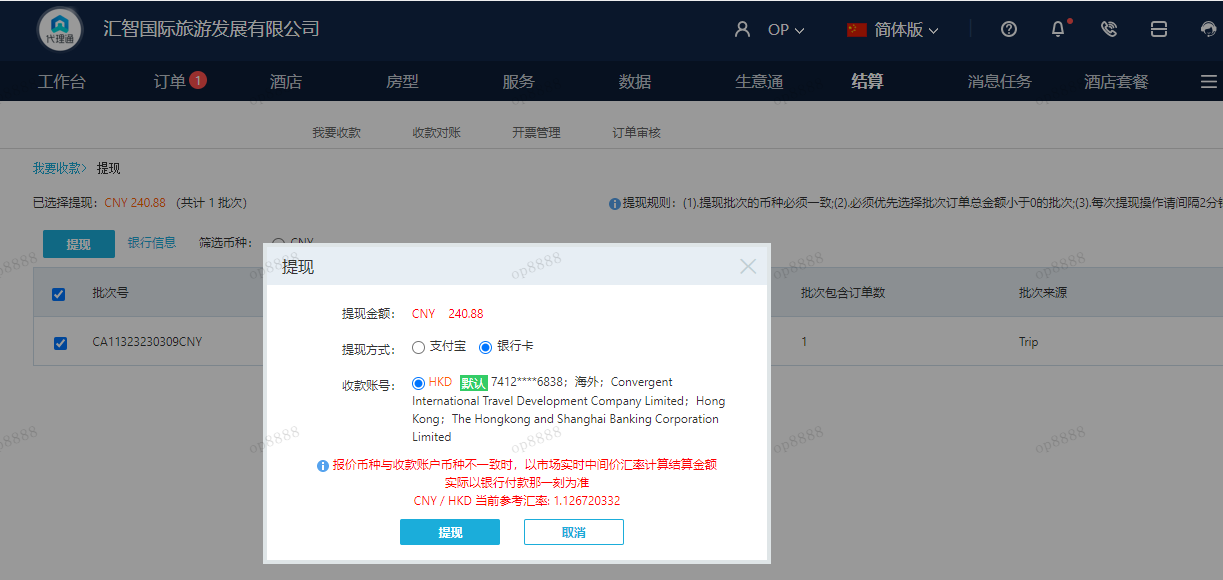 代理通
汇智国际旅游发展有限公司
OP
简体版
工作台
订单 1
酒店
房型
服务
数据
生意通
结算
消息任务
酒店套餐
我要收款
收款对账
开票管理
订单审核
我要收款> 提现
已选择提现：CNY 240.88 (共计 1 批次)
提现规则：(1).提现批次的币种必须一致;(2).必须优先选择批次订单总金额小于0的批次;(3).每次提现操作请间隔2分
提现
银行信息
筛选币种：
CNY
批次号
批次包含订单数
批次来源
CA11323230309CNY
1
Trip
提现
提现金额： CNY 240.88
提现方式： 支付宝 银行卡
收款账号： HKD 默认 7412****6838；海外；Convergent
International Travel Development Company Limited；Hong
Kong；The Hongkong and Shanghai Banking Corporation
Limited
报价币种与收款账户币种不一致时，以市场实时中间价汇率计算结算金额
实际以银行付款那一刻为准
CNY / HKD 当前参考汇率: 1.126720332
提现
取消
op8888
op8888
op8888
op8888
op8888
op8888
op8888
op8888
op8888
op8888